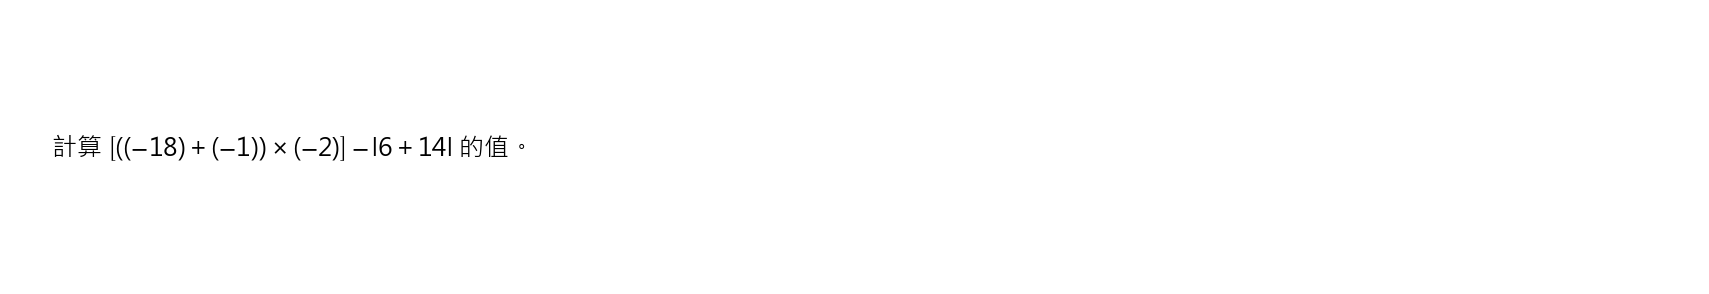 計算 [((−18) + (−1)) × (−2)] − |6 + 14| 的值。